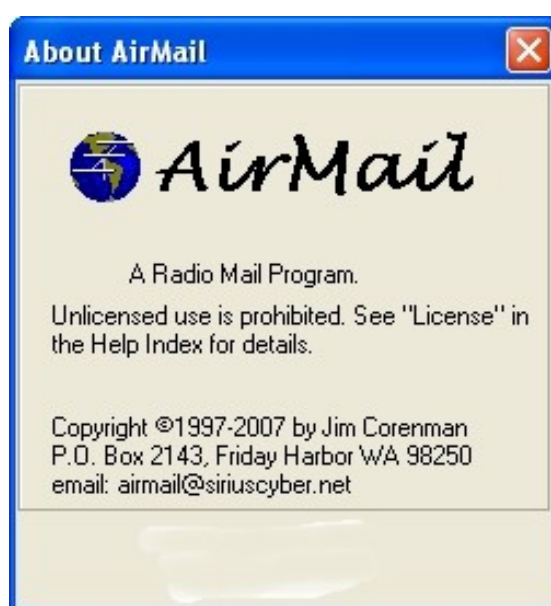 About AirMail
AirMail
A Radio Mail Program.
Unlicensed use is prohibited. See "License" in
the Help Index for details.
Copyright ©1997-2007 by Jim Corenman
P.O. Box 2143, Friday Harbor WA 98250
email: airmail@siriuscyber.net